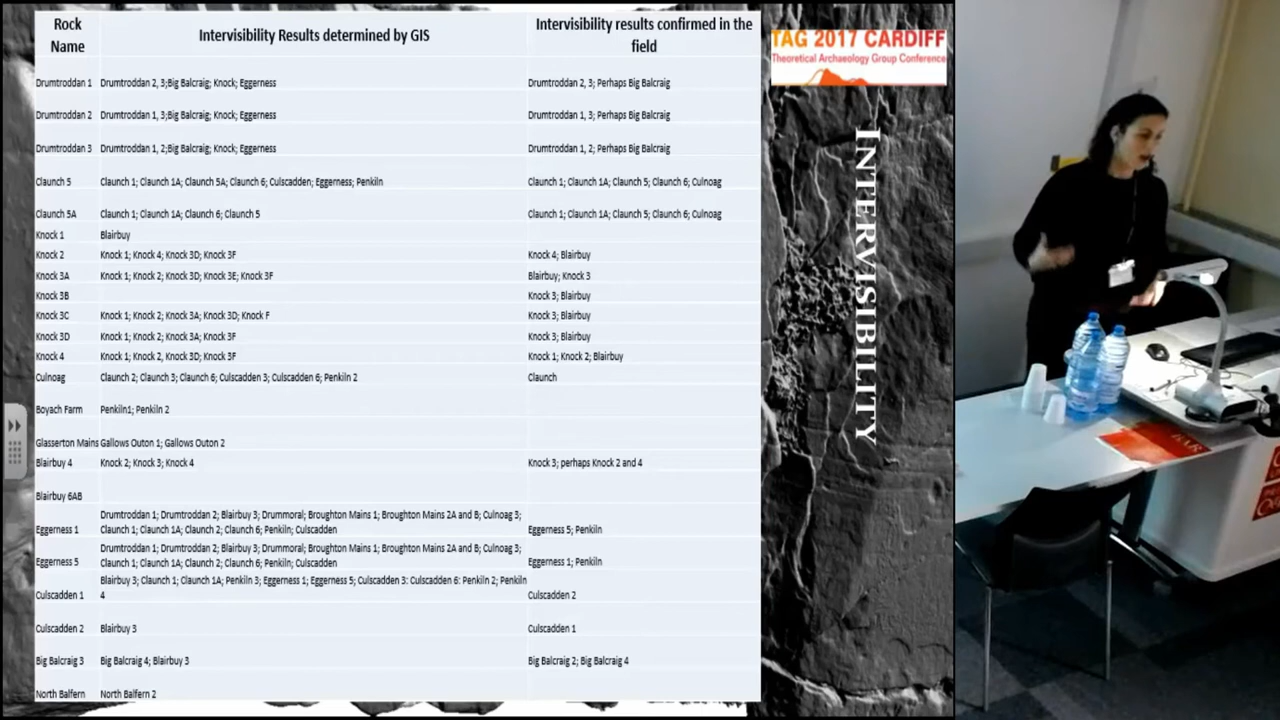 Rock Name
Intervisibility Results determined by GIS
Intervisibility results confirmed in the field
Drumtroddan 1
Drumtroddan 2, 3;Big Balcraig; Knock; Eggerness
Drumtroddan 2, 3; Perhaps Big Balcraig
Drumtroddan 2
Drumtroddan 1, 3;Big Balcraig; Knock; Eggerness
Drumtroddan 1, 3; Perhaps Big Balcraig
Drumtroddan 3
Drumtroddan 1, 2;Big Balcraig; Knock; Eggerness
Drumtroddan 1, 2; Perhaps Big Balcraig
Claunch 5
Claunch 1; Claunch 1A; Claunch 5A; Claunch 6; Culscadden; Eggerness; Penkiln
Claunch 1; Claunch 1A; Claunch 5; Claunch 6; Culnoag
Claunch 5A
Claunch 1; Claunch 1A; Claunch 6; Claunch 5
Claunch 1; Claunch 1A; Claunch 5; Claunch 6; Culnoag
Knock 1
Blairbuy
Knock 2
Knock 1; Knock 4; Knock 3D; Knock 3F
Knock 4; Blairbuy
Knock 3A
Knock 1; Knock 2; Knock 3D; Knock 3E; Knock 3F
Blairbuy; Knock 3
Knock 3B
Knock 3; Blairbuy
Knock 3C
Knock 1; Knock 2; Knock 3A; Knock 3D; Knock F
Knock 3; Blairbuy
Knock 3D
Knock 1; Knock 2; Knock 3A; Knock 3F
Knock 3; Blairbuy
Knock 4
Knock 1; Knock 2, Knock 3D; Knock 3F
Knock 1; Knock 2; Blairbuy
Culnoag
Claunch 2; Claunch 3; Claunch 6; Culscadden 3; Culscadden 6; Penkiln 2
Claunch
Boyach Farm
Penkiln1; Penkiln 2
Glasserton Mains
Gallows Outon 1; Gallows Outon 2
Blairbuy 4
Knock 2; Knock 3; Knock 4
Knock 3; perhaps Knock 2 and 4
Blairbuy 6AB
Eggerness 1
Drumtroddan 1; Drumtroddan 2; Blairbuy 3; Drummoral; Broughton Mains 1; Broughton Mains 2A and B; Culnoag 3;
Claunch 1; Claunch 1A; Claunch 2; Claunch 6; Penkiln; Culscadden
Eggerness 5; Penkiln
Eggerness 5
Drumtroddan 1; Drumtroddan 2; Blairbuy 3; Drummoral; Broughton Mains 1; Broughton Mains 2A and B; Culnoag 3;
Claunch 1; Claunch 1A; Claunch 2; Claunch 6; Penkiln; Culscadden
Eggerness 1; Penkiln
Culscadden 1
Blairbuy 3; Claunch 1; Claunch 1A; Penkiln 3; Eggerness 1; Eggerness 5; Culscadden 3: Culscadden 6: Penkiln 2; Penkiln
4
Culscadden 2
Culscadden 2
Blairbuy 3
Culscadden 1
Big Balcraig 3
Big Balcraig 4; Blairbuy 3
Big Balcraig 2; Big Balcraig 4
North Balfern
North Balfern 2
TAG 2017 CARDIFF
Theoretical Archaeology Group Conference
INTERVISIBILITY